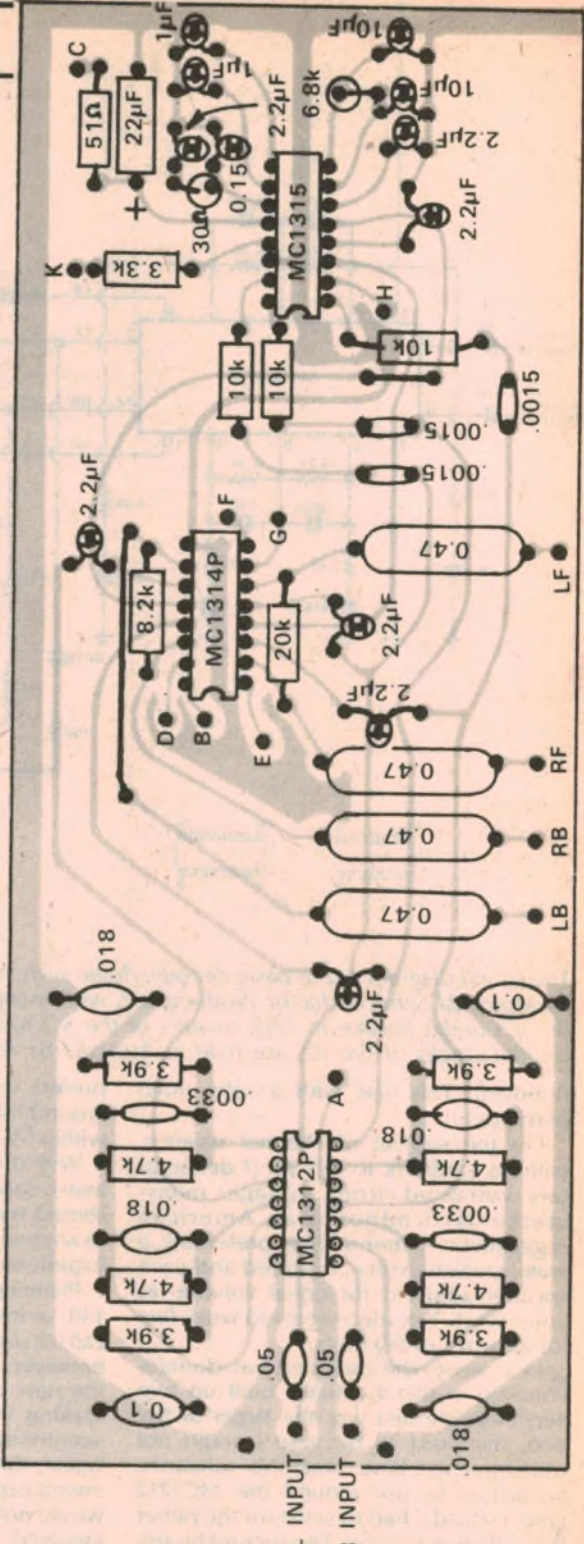 1µF
10µF
C
1µF
10µF
51Ω
22µF
2.2µF
6.8k
2.2µF
+
30Ω
0.15
MC1315
2.2µF
K
3.3k
H
10k
10k
10k
.0015
.0015
.0015
2.2µF
F
G
8.2k
MC1314P
0.47
LF
20k
2.2µF
D
B
E
2.2µF
0.47
RF
0.47
RB
0.47
LB
.018
2.2µF
0.1
3.9k
A
3.9k
.0033
.018
4.7k
MC1312P
4.7k
.018
.0033
4.7k
4.7k
3.9k
3.9k
.05
.05
0.1
.018
INPUT
INPUT